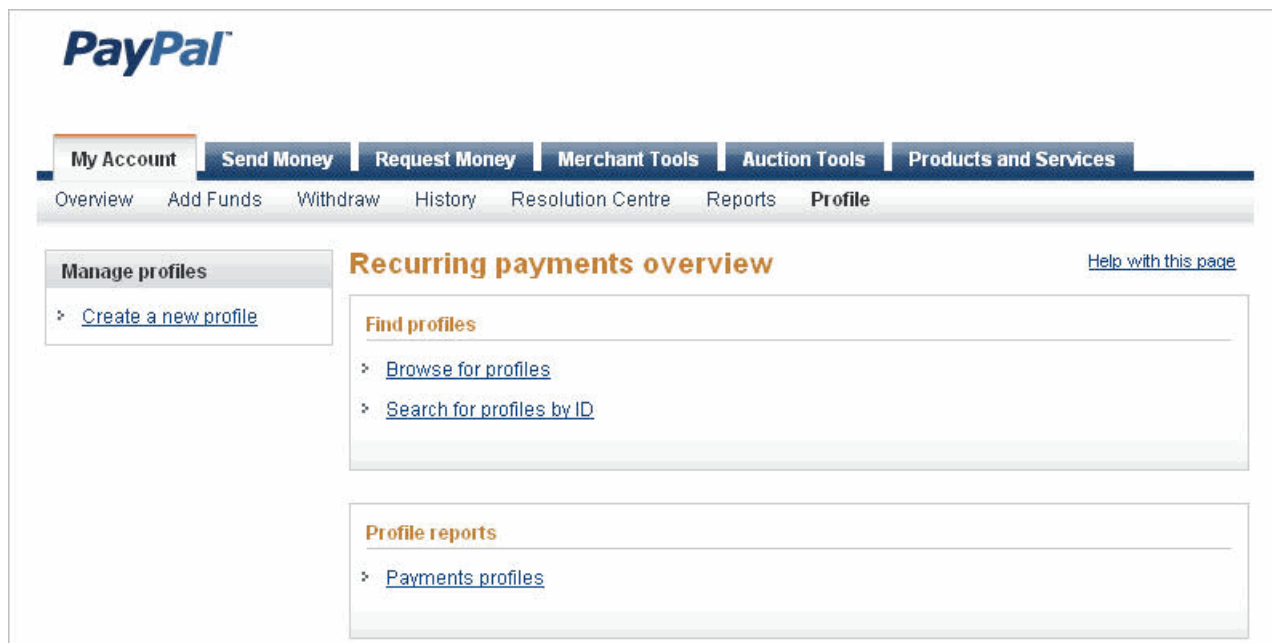 PayPal™
My Account Send Money Request Money Merchant Tools Auction Tools Products and Services
Overview Add Funds Withdraw History Resolution Centre Reports Profile
Manage profiles
Create a new profile
Recurring payments overview
Help with this page
Find profiles
Browse for profiles
Search for profiles by ID
Profile reports
Payments profiles